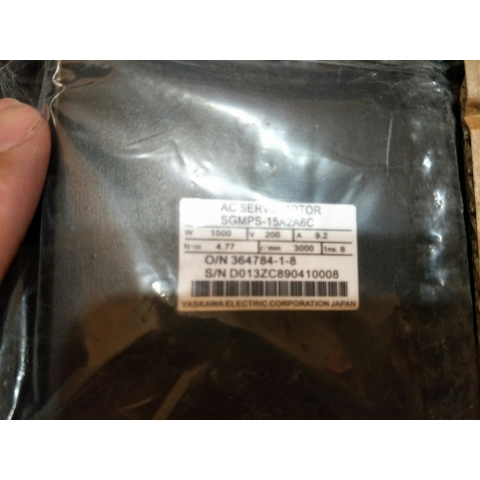 AC SERVO MOTOR
SGMPS-15A2A6C
W 1500 V 200 A 9.2
N·m 4.77 r/min 3000 Ins. B
O/N 364784-1-8
S/N D013ZC890410008
YASKAWA ELECTRIC CORPORATION JAPAN